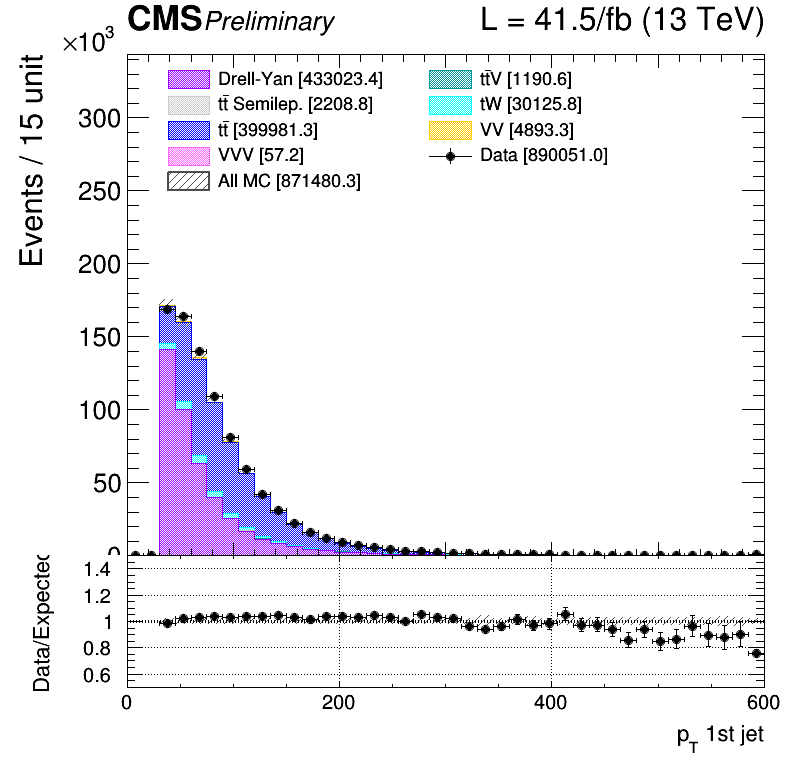 CMS Preliminary L = 41.5/fb (13 TeV)
×10³
Events / 15 unit
Drell-Yan [433023.4]
tt̄ Semilep. [2208.8]
tt̄ [399981.3]
VVV [57.2]
All MC [871480.3]
tt̄V [1190.6]
tW [30125.8]
VV [4893.3]
Data [890051.0]
300
250
200
150
100
50
0
Data/Expected
1.4
1.2
1
0.8
0.6
0 200 400 600
p_T 1st jet